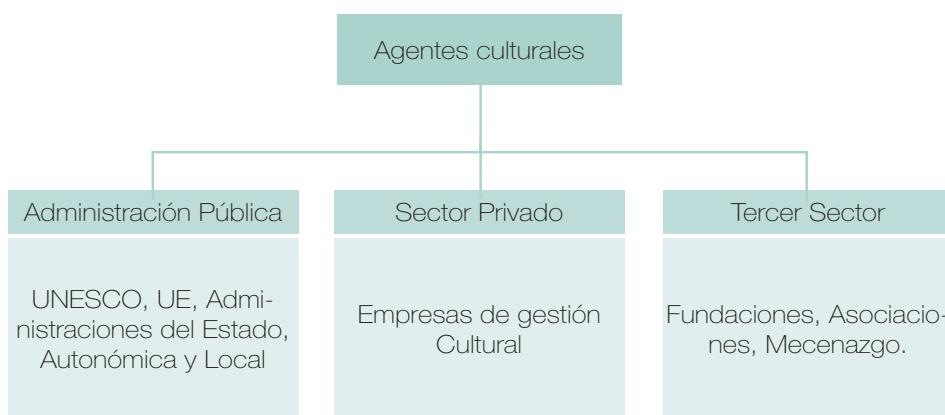 Agentes culturales
Administración Pública
Sector Privado
Tercer Sector
UNESCO, UE, Admi-
nistraciones del Estado,
Autonómica y Local
Empresas de gestión
Cultural
Fundaciones, Asociacio-
nes, Mecenazgo.